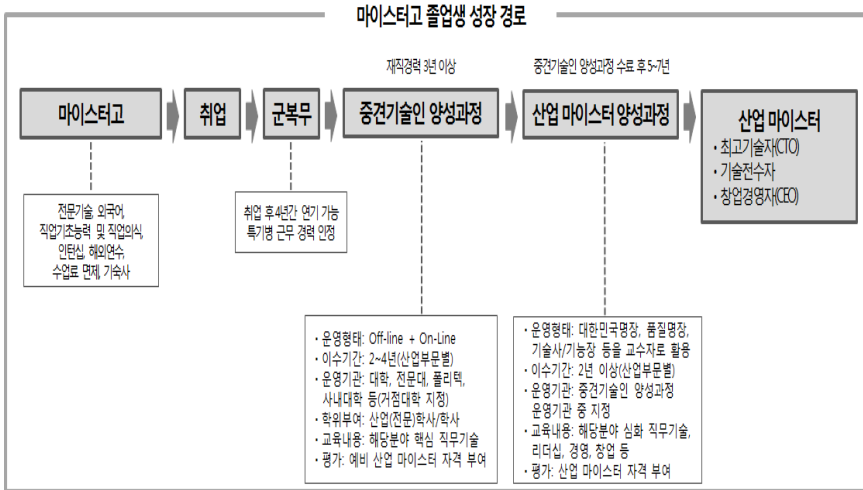 마이스터고 졸업생 성장 경로
재직경력 3년 이상
중견기술인 양성과정 수료 후 5~7년
마이스터고
취업
군복무
중견기술인 양성과정
산업 마이스터 양성과정
산업 마이스터
• 최고기술자(CTO)
• 기술전수자
• 창업경영자(CEO)
전문기술, 외국어,
직업기초능력 및 직업의식,
인턴십, 해외연수,
수업료 면제, 기숙사
취업 후 4년간 연기 가능
특기병 근무 경력 인정
• 운영형태: Off-line + On-Line
• 이수기간: 2~4년(산업부문별)
• 운영기관: 대학, 전문대, 폴리텍,
사내대학 등(거점대학 지정)
• 학위부여: 산업(전문)학사/학사
• 교육내용: 해당분야 핵심 직무기술
• 평가: 예비 산업 마이스터 자격 부여
• 운영형태: 대한민국명장, 품질명장,
기술사/기능장 등을 교수자로 활용
• 이수기간: 2년 이상(산업부문별)
• 운영기관: 중견기술인 양성과정
운영기관 중 지정
• 교육내용: 해당분야 심화 직무기술,
리더십, 경영, 창업 등
• 평가: 산업 마이스터 자격 부여